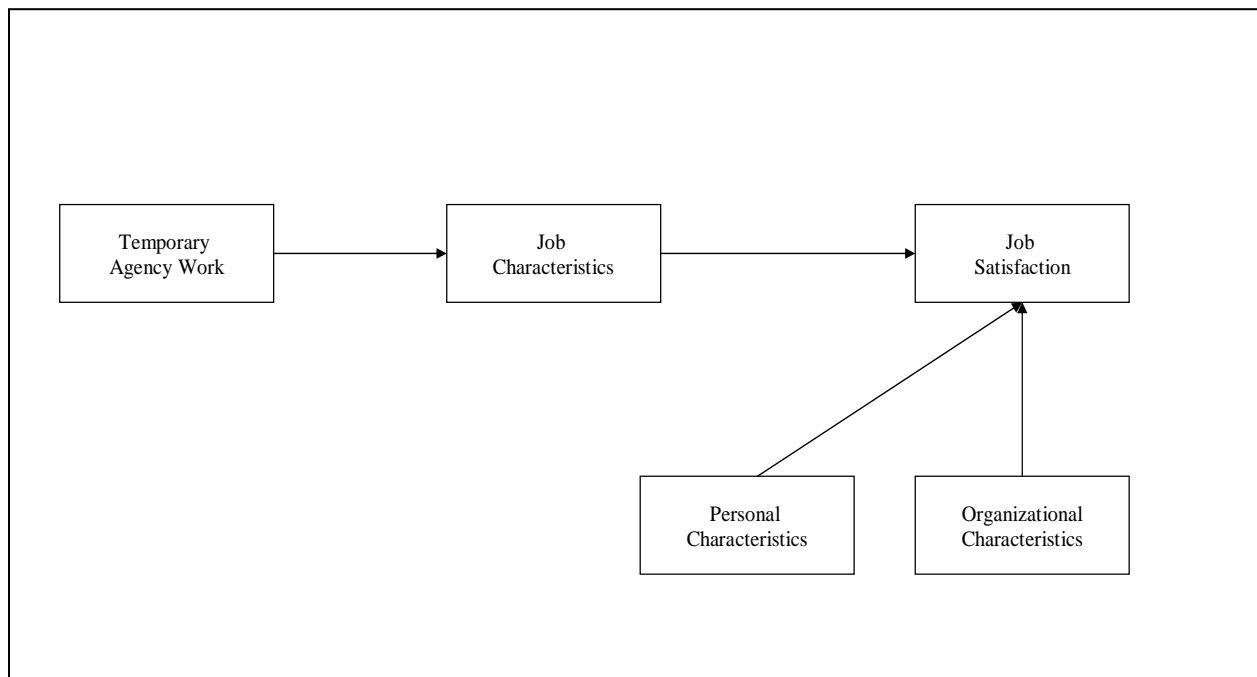 Temporary
Agency Work
Job
Characteristics
Job
Satisfaction
Personal
Characteristics
Organizational
Characteristics